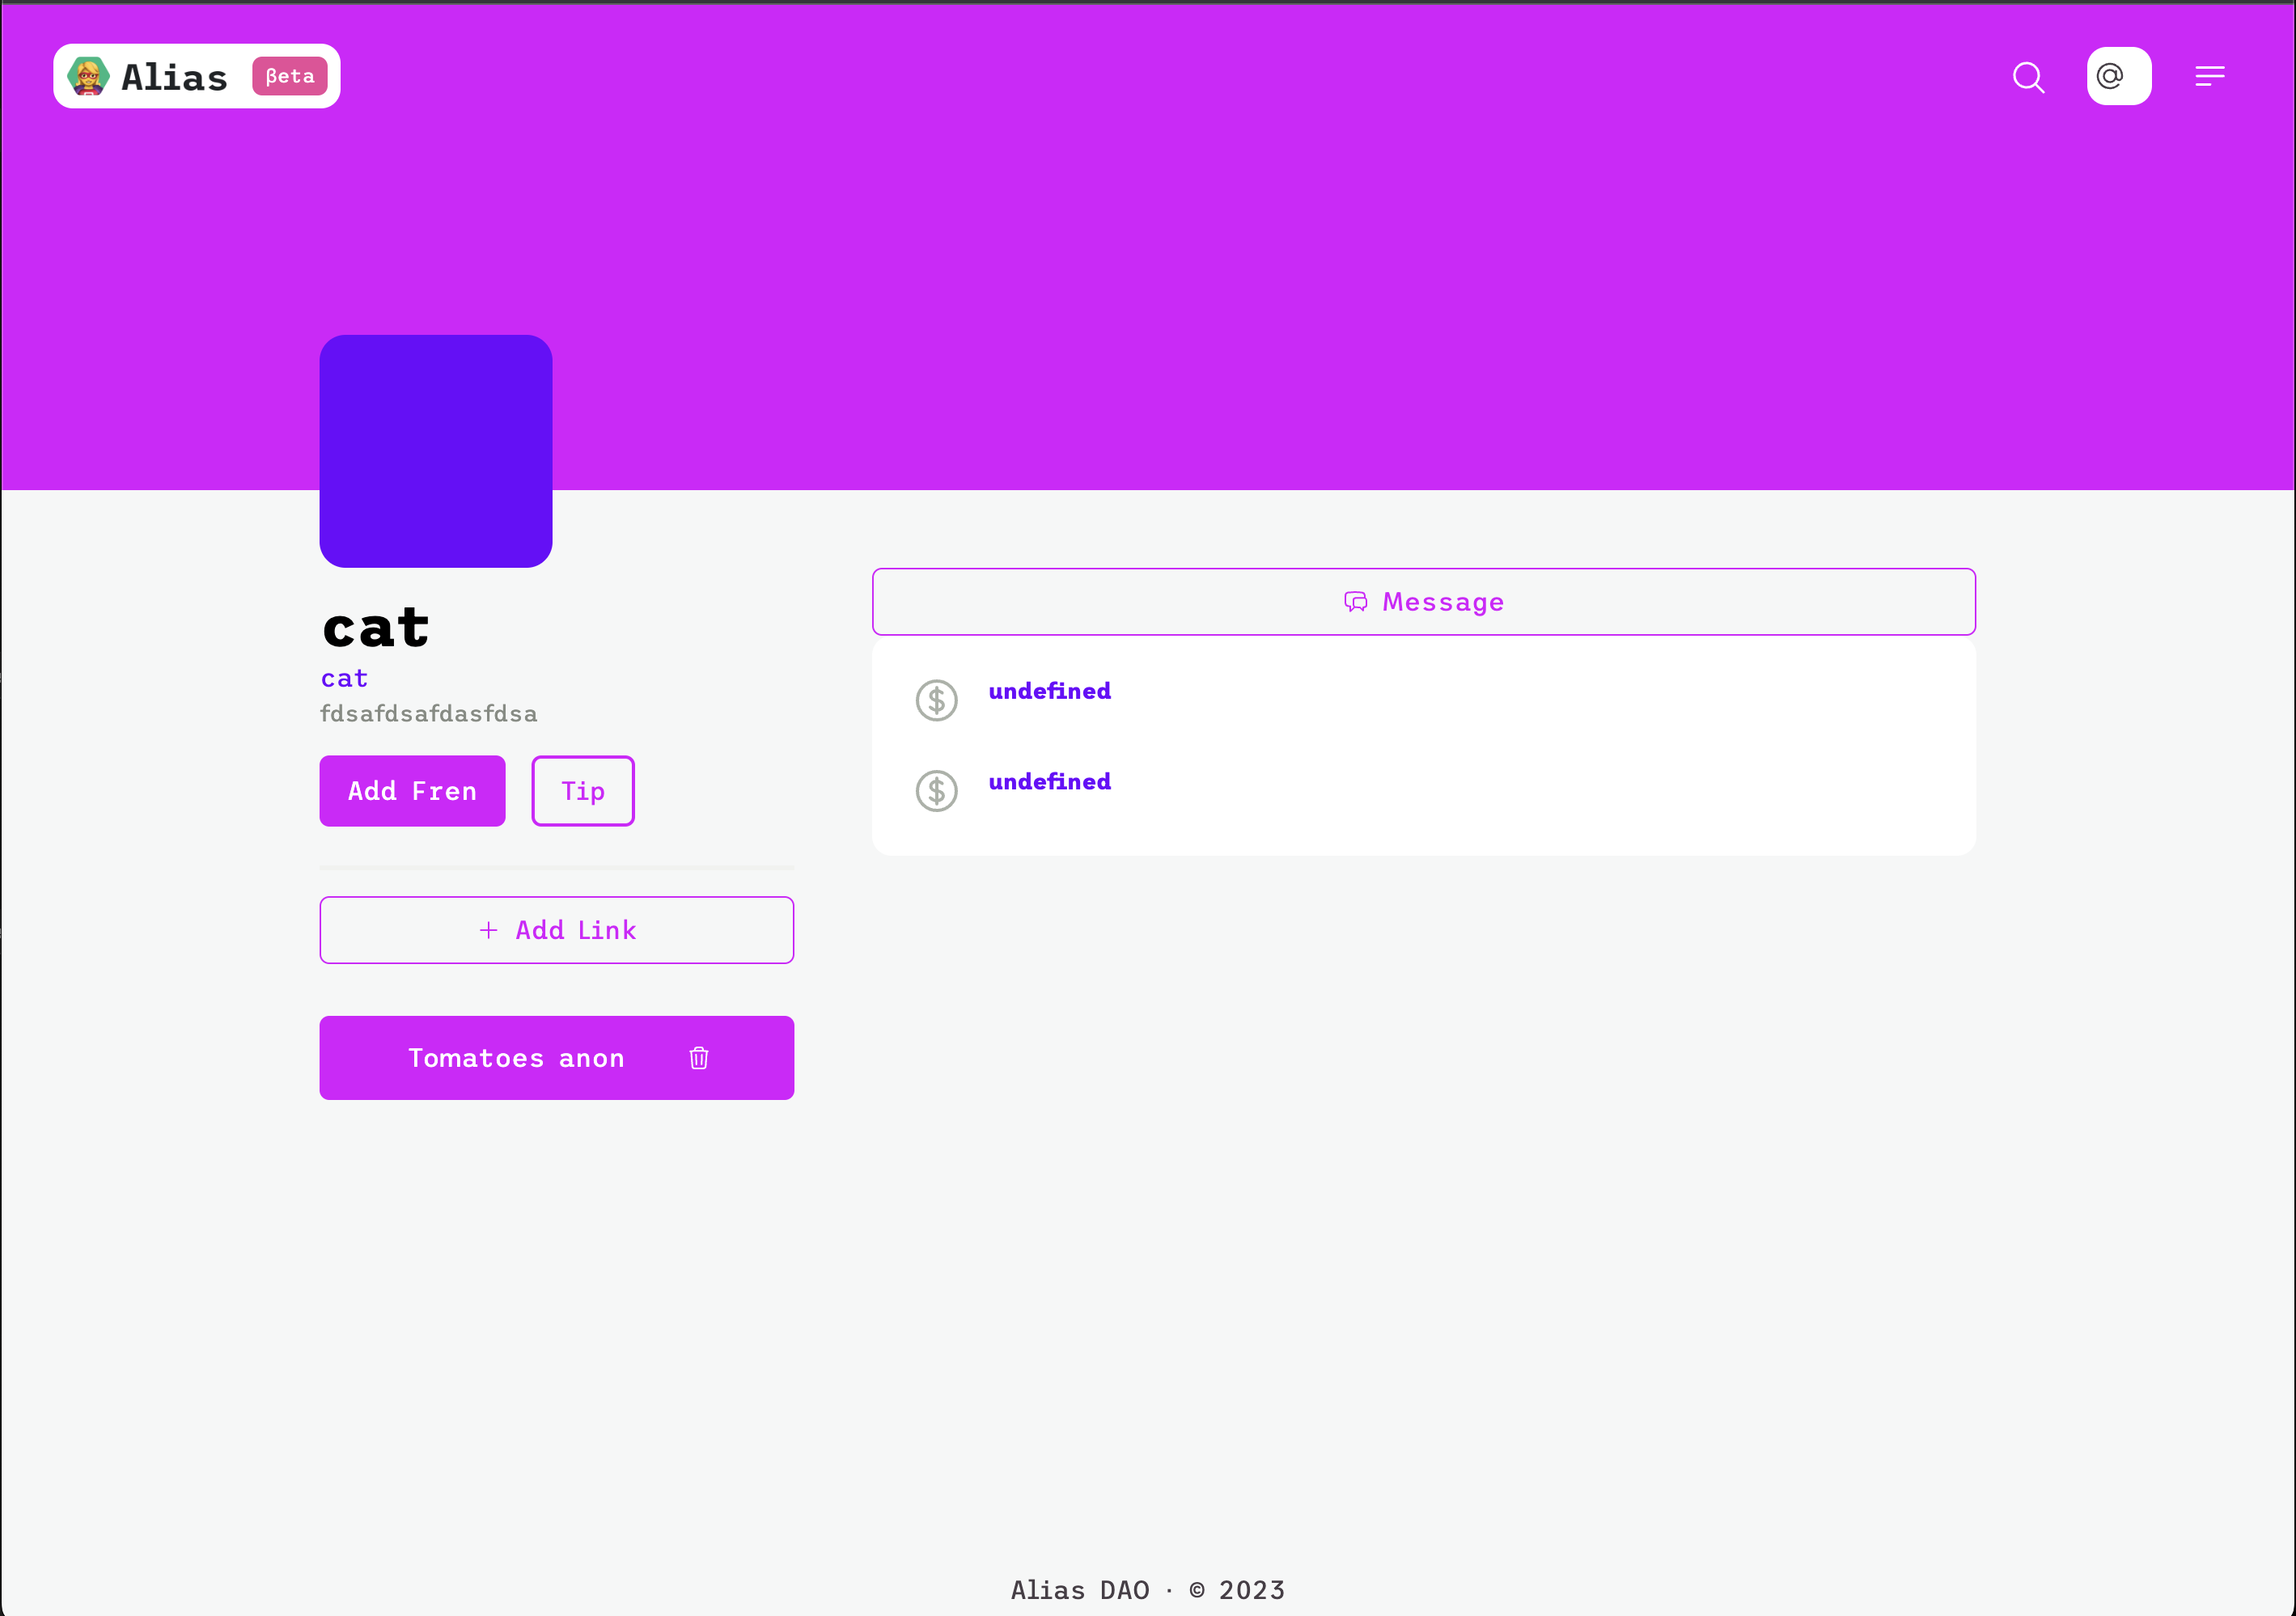 Alias βeta
@
cat
cat
fdsafdsafdasfdsa
Add Fren Tip
+ Add Link
Tomatoes anon
Message
$ undefined
$ undefined
Alias DAO · © 2023